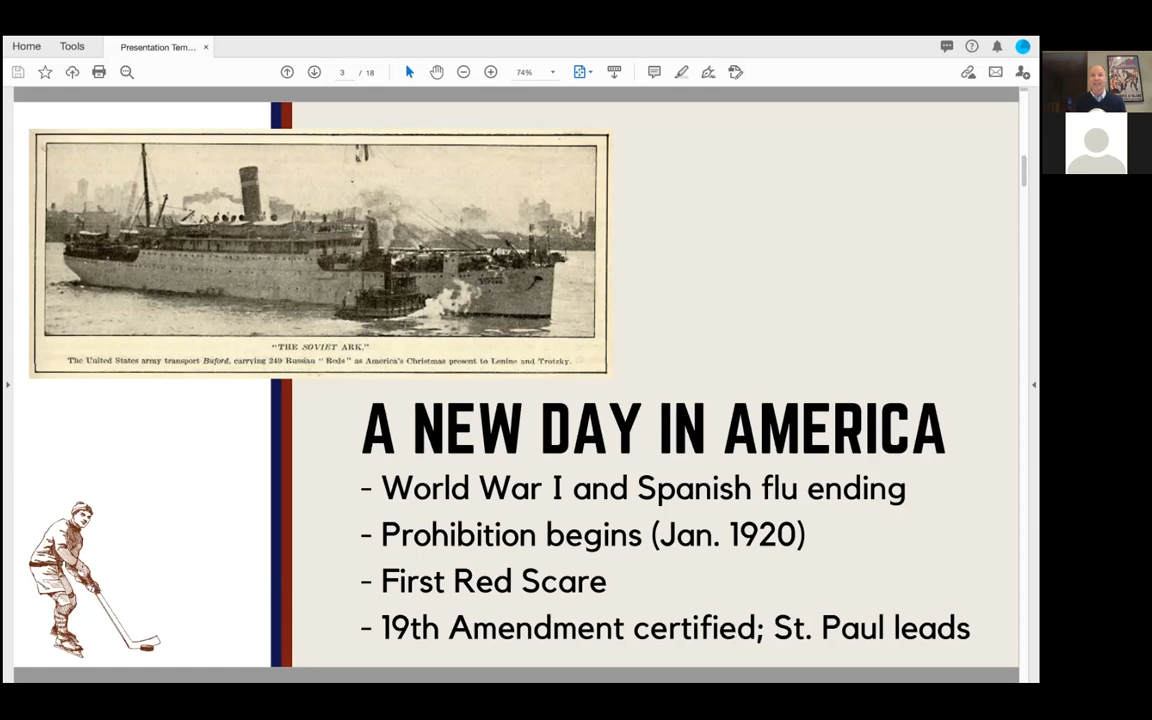 Home Tools Presentation Tem... ×
3 / 18 74%
"THE SOVIET ARK."
The United States army transport Buford, carrying 249 Russian "Reds" as America's Christmas present to Lenine and Trotzky.
A NEW DAY IN AMERICA
- World War I and Spanish flu ending
- Prohibition begins (Jan. 1920)
- First Red Scare
- 19th Amendment certified; St. Paul leads